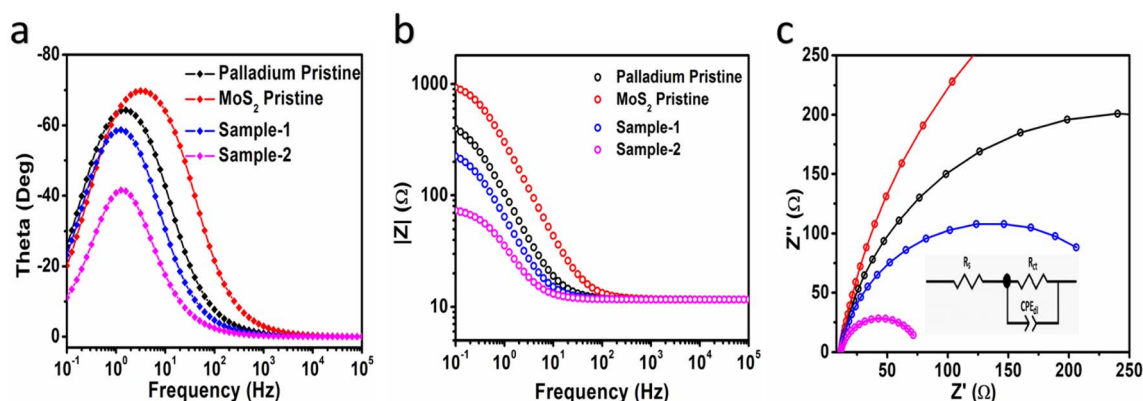 a
-80
-60
-40
-20
0
Theta (Deg)
Palladium Pristine
MoS₂ Pristine
Sample-1
Sample-2
10⁻¹ 10⁰ 10¹ 10² 10³ 10⁴ 10⁵
Frequency (Hz)
b
1000
100
10
|Z| (Ω)
Palladium Pristine
MoS₂ Pristine
Sample-1
Sample-2
10⁻¹ 10⁰ 10¹ 10² 10³ 10⁴ 10⁵
Frequency (Hz)
c
250
200
150
100
50
0
Z'' (Ω)
Rₛ
R꜀ₜ
CPE_dl
50 100 150 200 250
Z' (Ω)